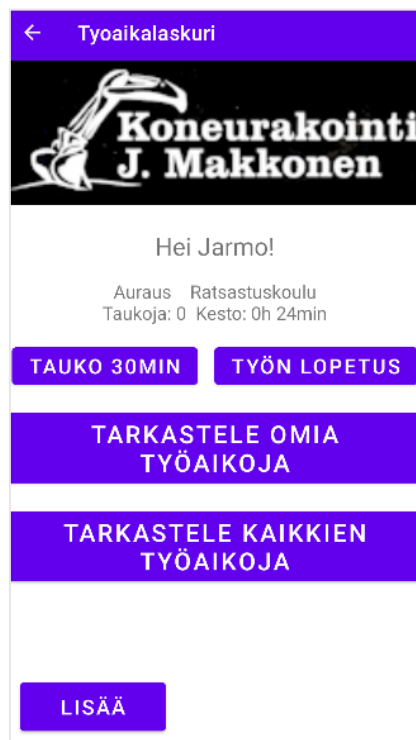 Tyoaikalaskuri
Koneurakointi
J. Makkonen
Hei Jarmo!
Auraus Ratsastuskoulu
Taukoja: 0 Kesto: 0h 24min
TAUKO 30MIN TYÖN LOPETUS
TARKASTELE OMIA
TYÖAIKOJA
TARKASTELE KAIKKIEN
TYÖAIKOJA
LISÄÄ